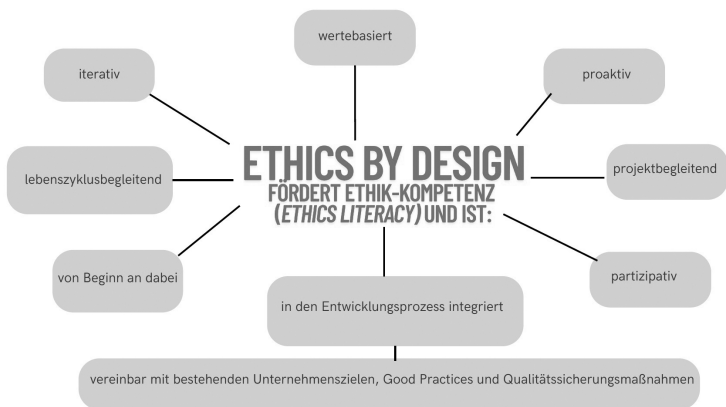 wertebasiert
iterativ
proaktiv
ETHICS BY DESIGN
FÖRDERT ETHIK-KOMPETENZ
(ETHICS LITERACY) UND IST:
lebenszyklusbegleitend
projektbegleitend
von Beginn an dabei
partizipativ
in den Entwicklungsprozess integriert
vereinbar mit bestehenden Unternehmenszielen, Good Practices und Qualitätssicherungsmaßnahmen